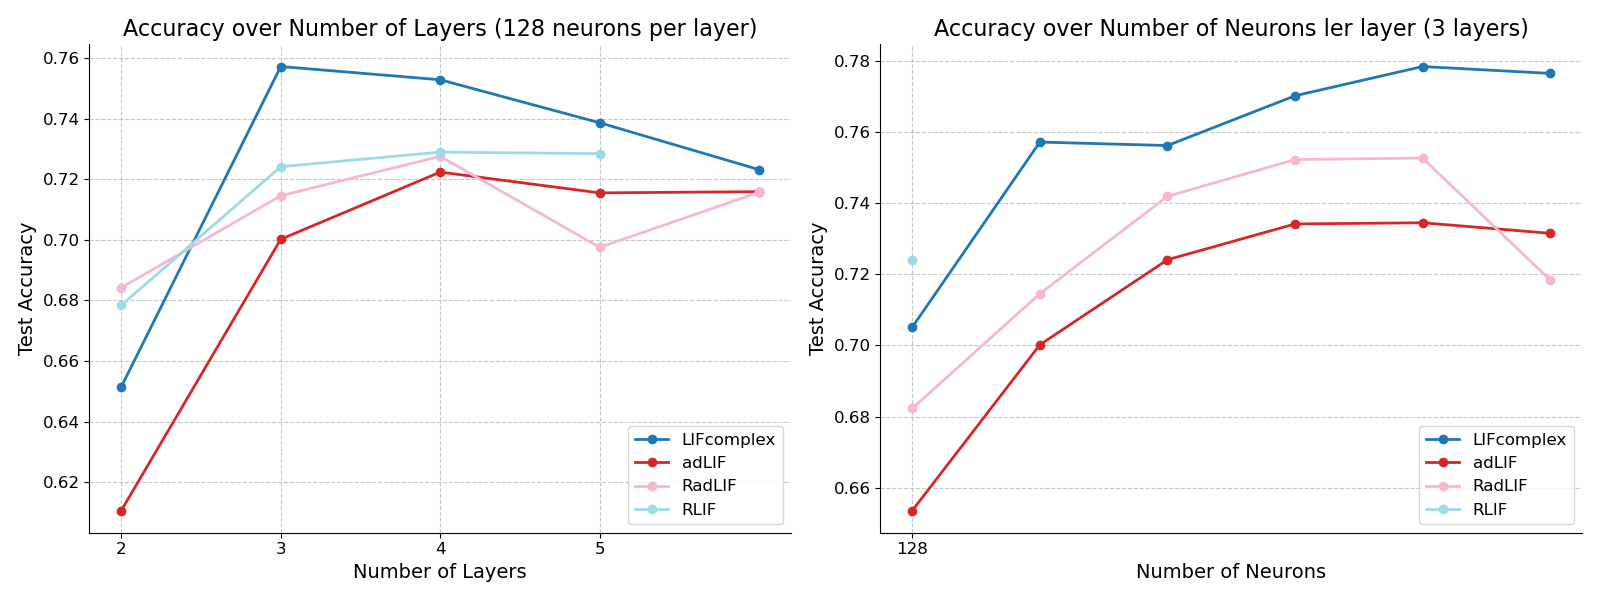 Accuracy over Number of Layers (128 neurons per layer)
Test Accuracy
0.76
0.74
0.72
0.70
0.68
0.66
0.64
0.62
2
3
4
5
Number of Layers
LIFcomplex
adLIF
RadLIF
RLIF
Accuracy over Number of Neurons ler layer (3 layers)
Test Accuracy
0.78
0.76
0.74
0.72
0.70
0.68
0.66
128
Number of Neurons
LIFcomplex
adLIF
RadLIF
RLIF